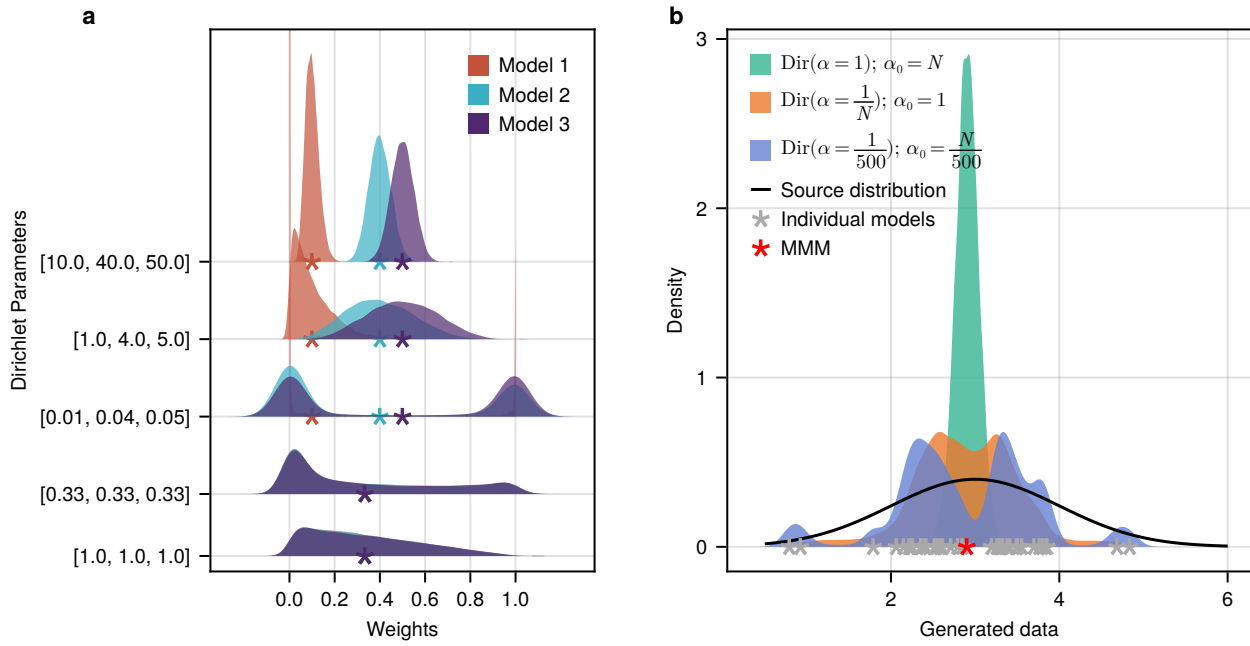 a
Model 1
Model 2
Model 3
Dirichlet Parameters
[10.0, 40.0, 50.0]
[1.0, 4.0, 5.0]
[0.01, 0.04, 0.05]
[0.33, 0.33, 0.33]
[1.0, 1.0, 1.0]
0.0 0.2 0.4 0.6 0.8 1.0
Weights
b
3
2
1
0
Density
Dir(α = 1); α₀ = N
Dir(α = 1/N); α₀ = 1
Dir(α = 1/500); α₀ = N/500
Source distribution
Individual models
MMM
2 4 6
Generated data